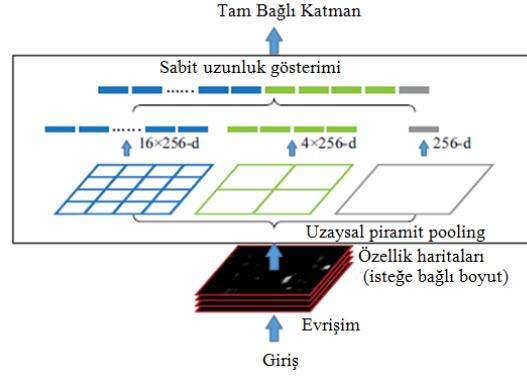 Tam Bağlı Katman
Sabit uzunluk gösterimi
16×256-d
4×256-d
256-d
Uzaysal piramit pooling
Özellik haritaları
(isteğe bağlı boyut)
Evrişim
Giriş